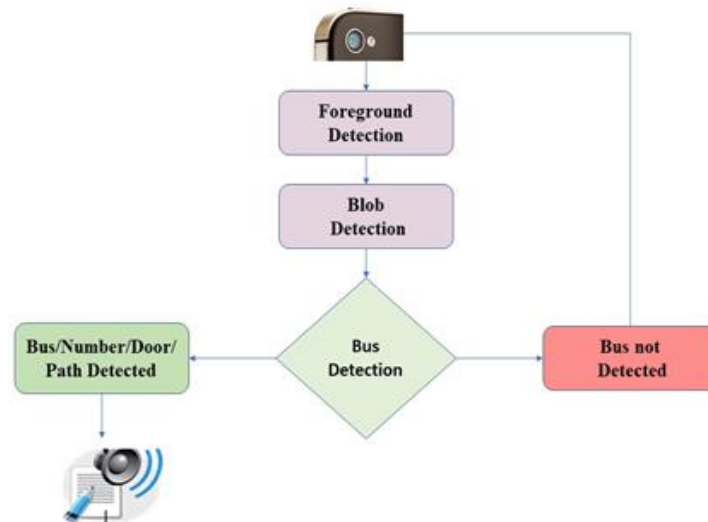 Foreground
Detection
Blob
Detection
Bus
Detection
Bus/Number/Door/
Path Detected
Bus not
Detected